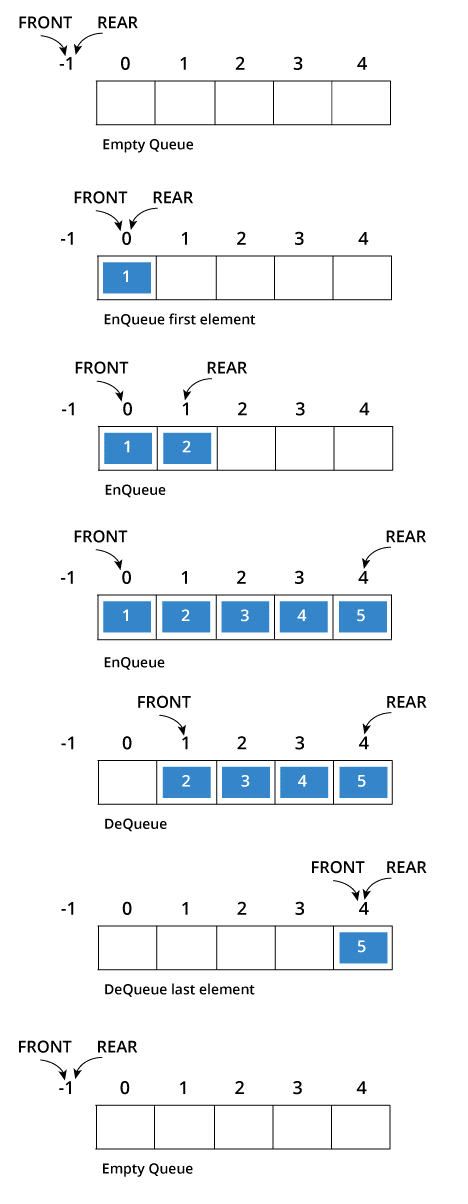 FRONT REAR
-1 0 1 2 3 4
Empty Queue
FRONT REAR
-1 0 1 2 3 4
1
EnQueue first element
FRONT REAR
-1 0 1 2 3 4
1 2
EnQueue
FRONT REAR
-1 0 1 2 3 4
1 2 3 4 5
EnQueue
FRONT REAR
-1 0 1 2 3 4
2 3 4 5
DeQueue
FRONT REAR
-1 0 1 2 3 4
5
DeQueue last element
FRONT REAR
-1 0 1 2 3 4
Empty Queue